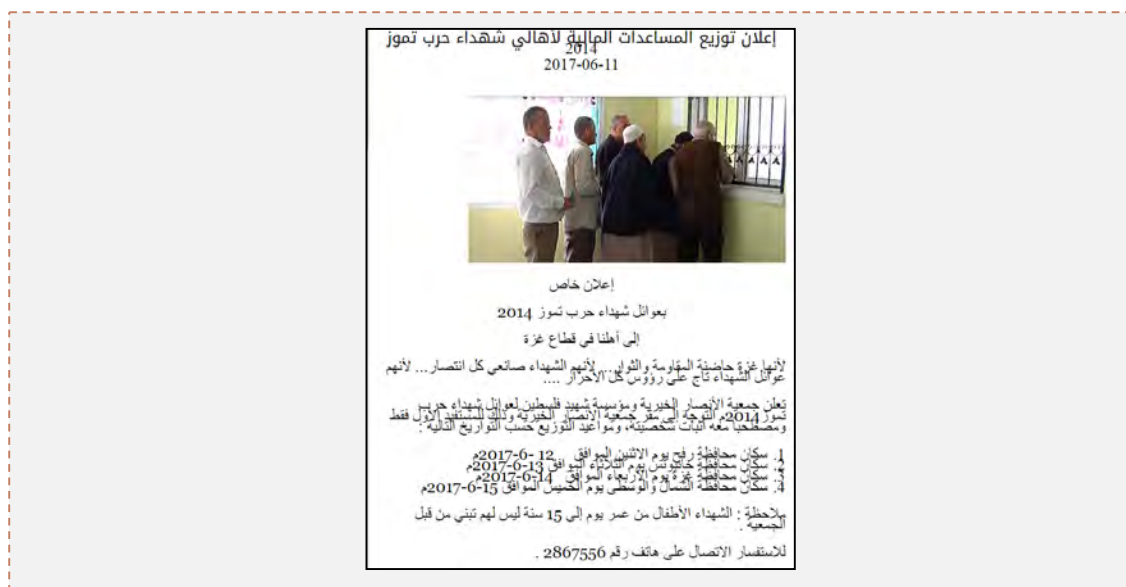 إعلان توزيع المساعدات المالية لأهالي شهداء حرب تموز
2014
2017-06-11
إعلان خاص
بعوائل شهداء حرب تموز 2014
إلى أهلنا في قطاع غزة
لأنها غزة حاضنة المقاومة والثوار... لأنهم الشهداء صانعي كل انتصار... لأنهم
عوائل الشهداء تاج على رؤوس كل الأحرار ....
تعلن جمعية الأنصار الخيرية ومؤسسة شهيد فلسطين لعوائل شهداء حرب
تموز 2014م التوجه إلى مقر جمعية الأنصار الخيرية وذلك للمستفيد الأول فقط
ومصطحباً معه اثبات شخصيته، ومواعيد التوزيع حسب التواريخ التالية :
1. سكان محافظة رفح يوم الاثنين الموافق 12 -6-2017م
2. سكان محافظة خانيونس يوم الثلاثاء الموافق 13-6-2017م
3. سكان محافظة غزة يوم الأربعاء الموافق 14-6-2017م
4. سكان محافظة الشمال والوسطى يوم الخميس الموافق 15-6-2017م
ملاحظة : الشهداء الأطفال من عمر يوم إلى 15 سنة ليس لهم تبني من قبل
الجمعية .
للاستفسار الاتصال على هاتف رقم 2867556 .